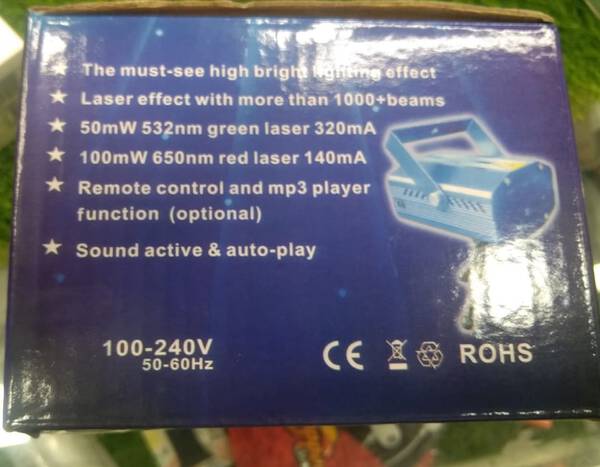 ★ The must-see high bright lighting effect
★ Laser effect with more than 1000+beams
★ 50mW 532nm green laser 320mA
★ 100mW 650nm red laser 140mA
★ Remote control and mp3 player
function (optional)
★ Sound active & auto-play
100-240V
50-60Hz
CE ROHS